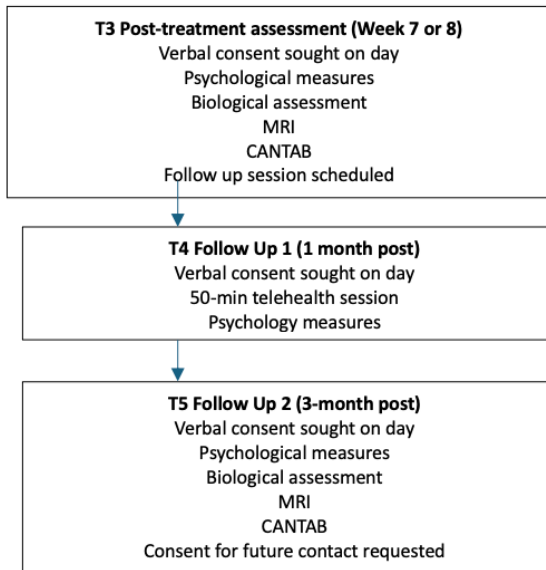 T3 Post-treatment assessment (Week 7 or 8)
Verbal consent sought on day
Psychological measures
Biological assessment
MRI
CANTAB
Follow up session scheduled
T4 Follow Up 1 (1 month post)
Verbal consent sought on day
50-min telehealth session
Psychology measures
T5 Follow Up 2 (3-month post)
Verbal consent sought on day
Psychological measures
Biological assessment
MRI
CANTAB
Consent for future contact requested